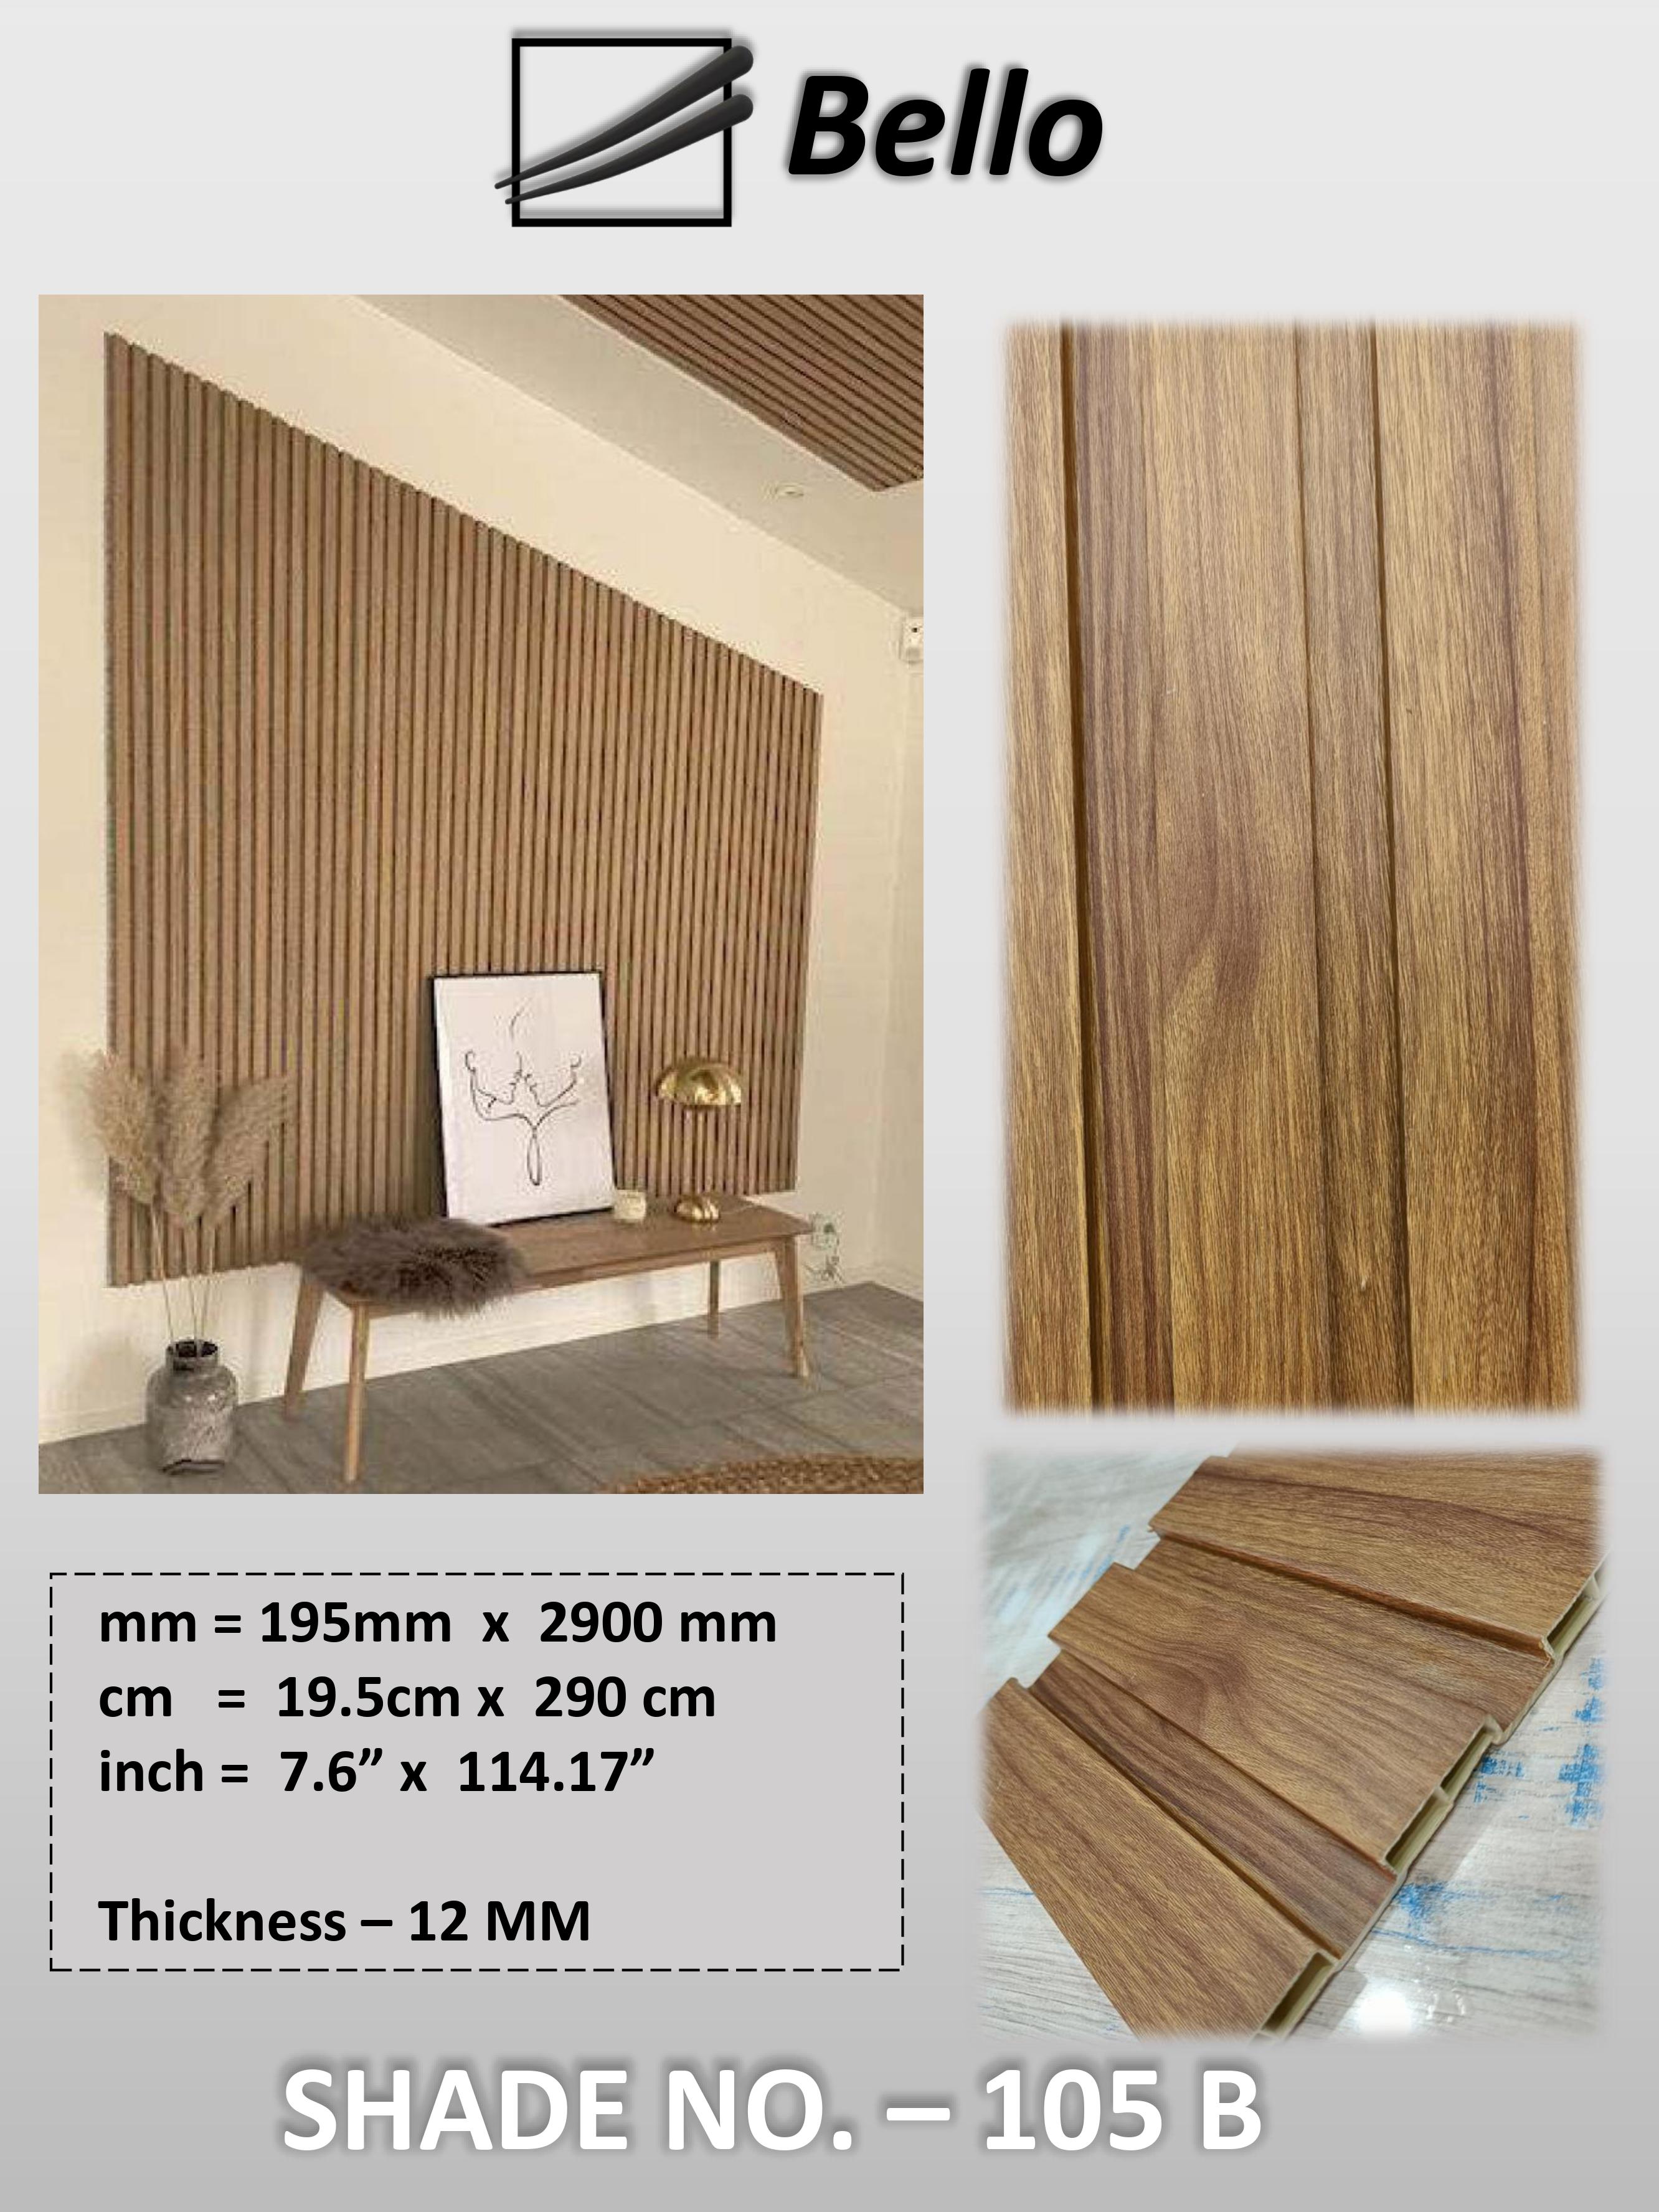 Bello
mm = 195mm x 2900 mm
cm = 19.5cm x 290 cm
inch = 7.6” x 114.17”
Thickness – 12 MM
SHADE NO. – 105 B